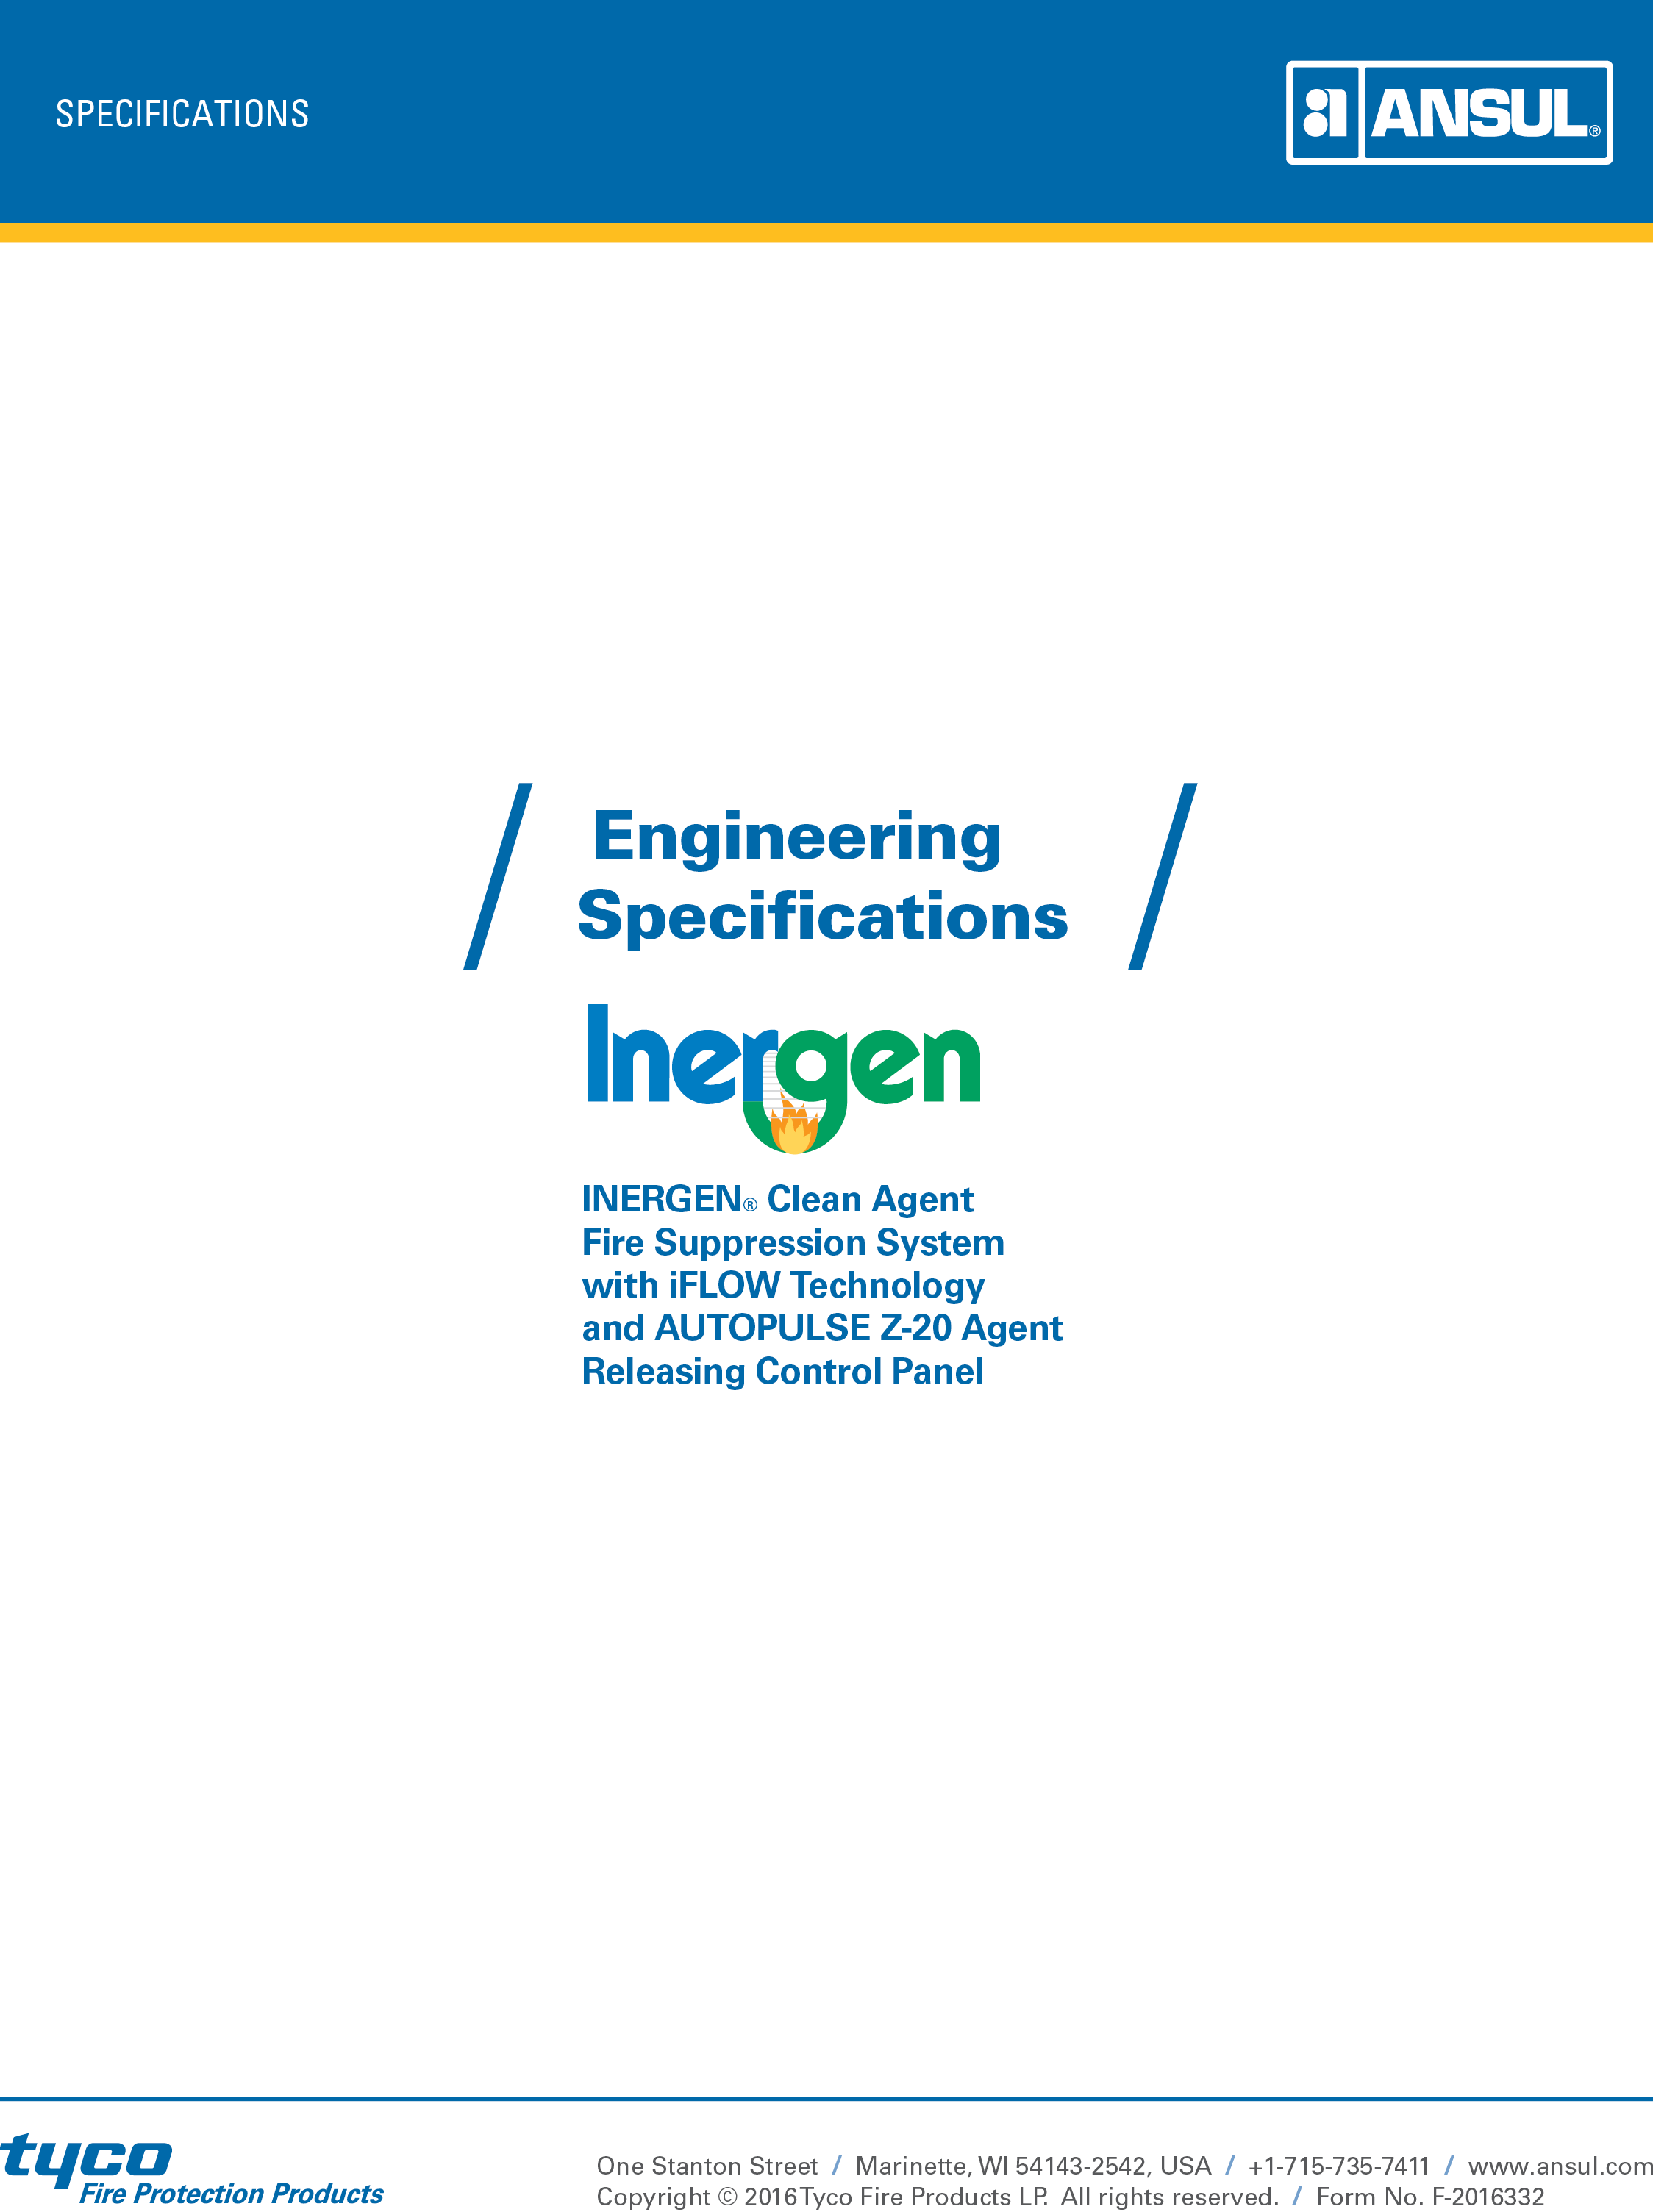 SPECIFICATIONS
a ANSUL®
/ Engineering /
Specifications
Inergen
INERGEN® Clean Agent
Fire Suppression System
with iFLOW Technology
and AUTOPULSE Z-20 Agent
Releasing Control Panel
tyco
Fire Protection Products
One Stanton Street / Marinette, WI 54143-2542, USA / +1-715-735-7411 / www.ansul.com
Copyright © 2016 Tyco Fire Products LP. All rights reserved. / Form No. F-2016332